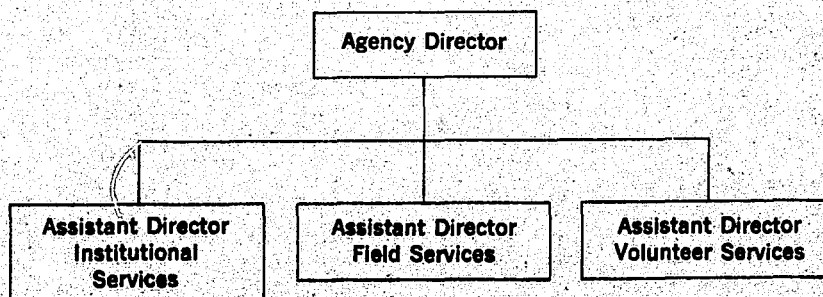 Agency Director
Assistant Director
Institutional
Services
Assistant Director
Field Services
Assistant Director
Volunteer Services